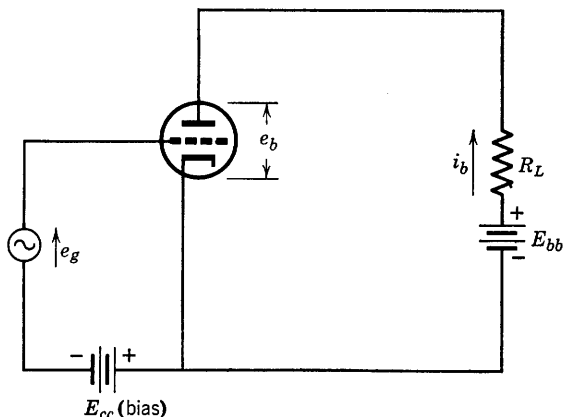 e_b
i_b
R_L
+
E_bb
-
e_g
- +
E_cc (bias)